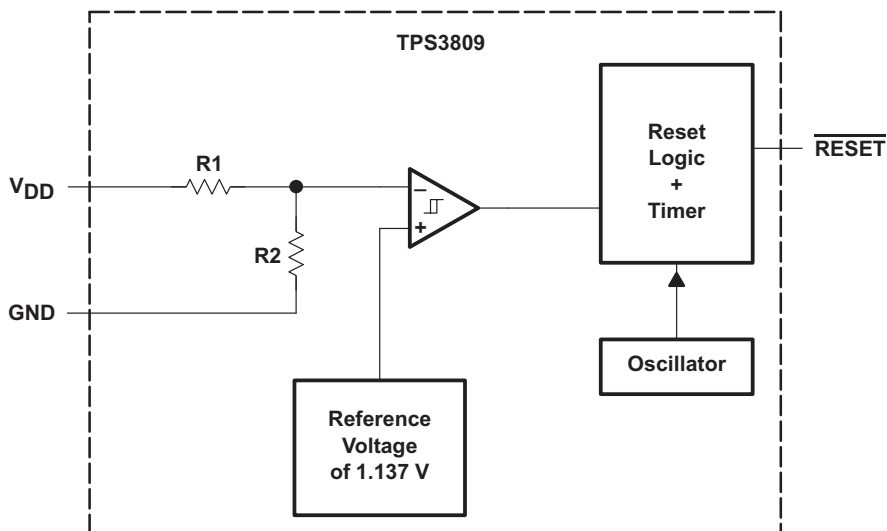 TPS3809
R1
VDD
R2
GND
−
+
Reset
Logic
+
Timer
RESET
Oscillator
Reference
Voltage
of 1.137 V